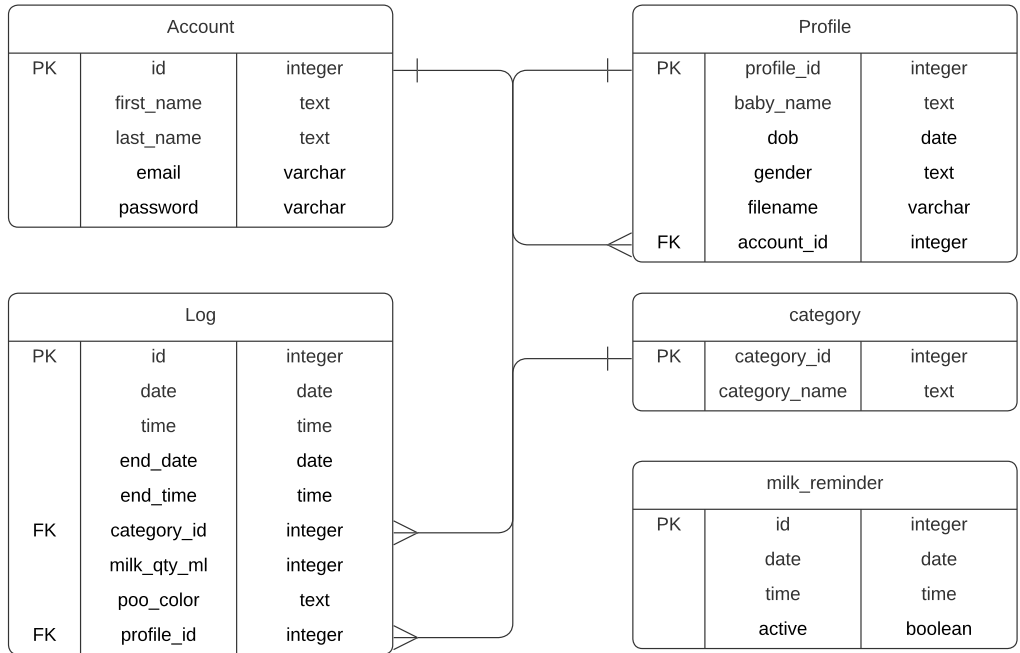 Account
PK id integer
first_name text
last_name text
email varchar
password varchar
Profile
PK profile_id integer
baby_name text
dob date
gender text
filename varchar
FK account_id integer
Log
PK id integer
date date
time time
end_date date
end_time time
FK category_id integer
milk_qty_ml integer
poo_color text
FK profile_id integer
category
PK category_id integer
category_name text
milk_reminder
PK id integer
date date
time time
active boolean